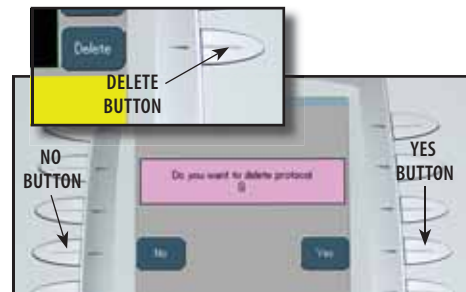 Delete
DELETE
BUTTON
NO
BUTTON
YES
BUTTON
Do you want to delete protocol
No
Yes